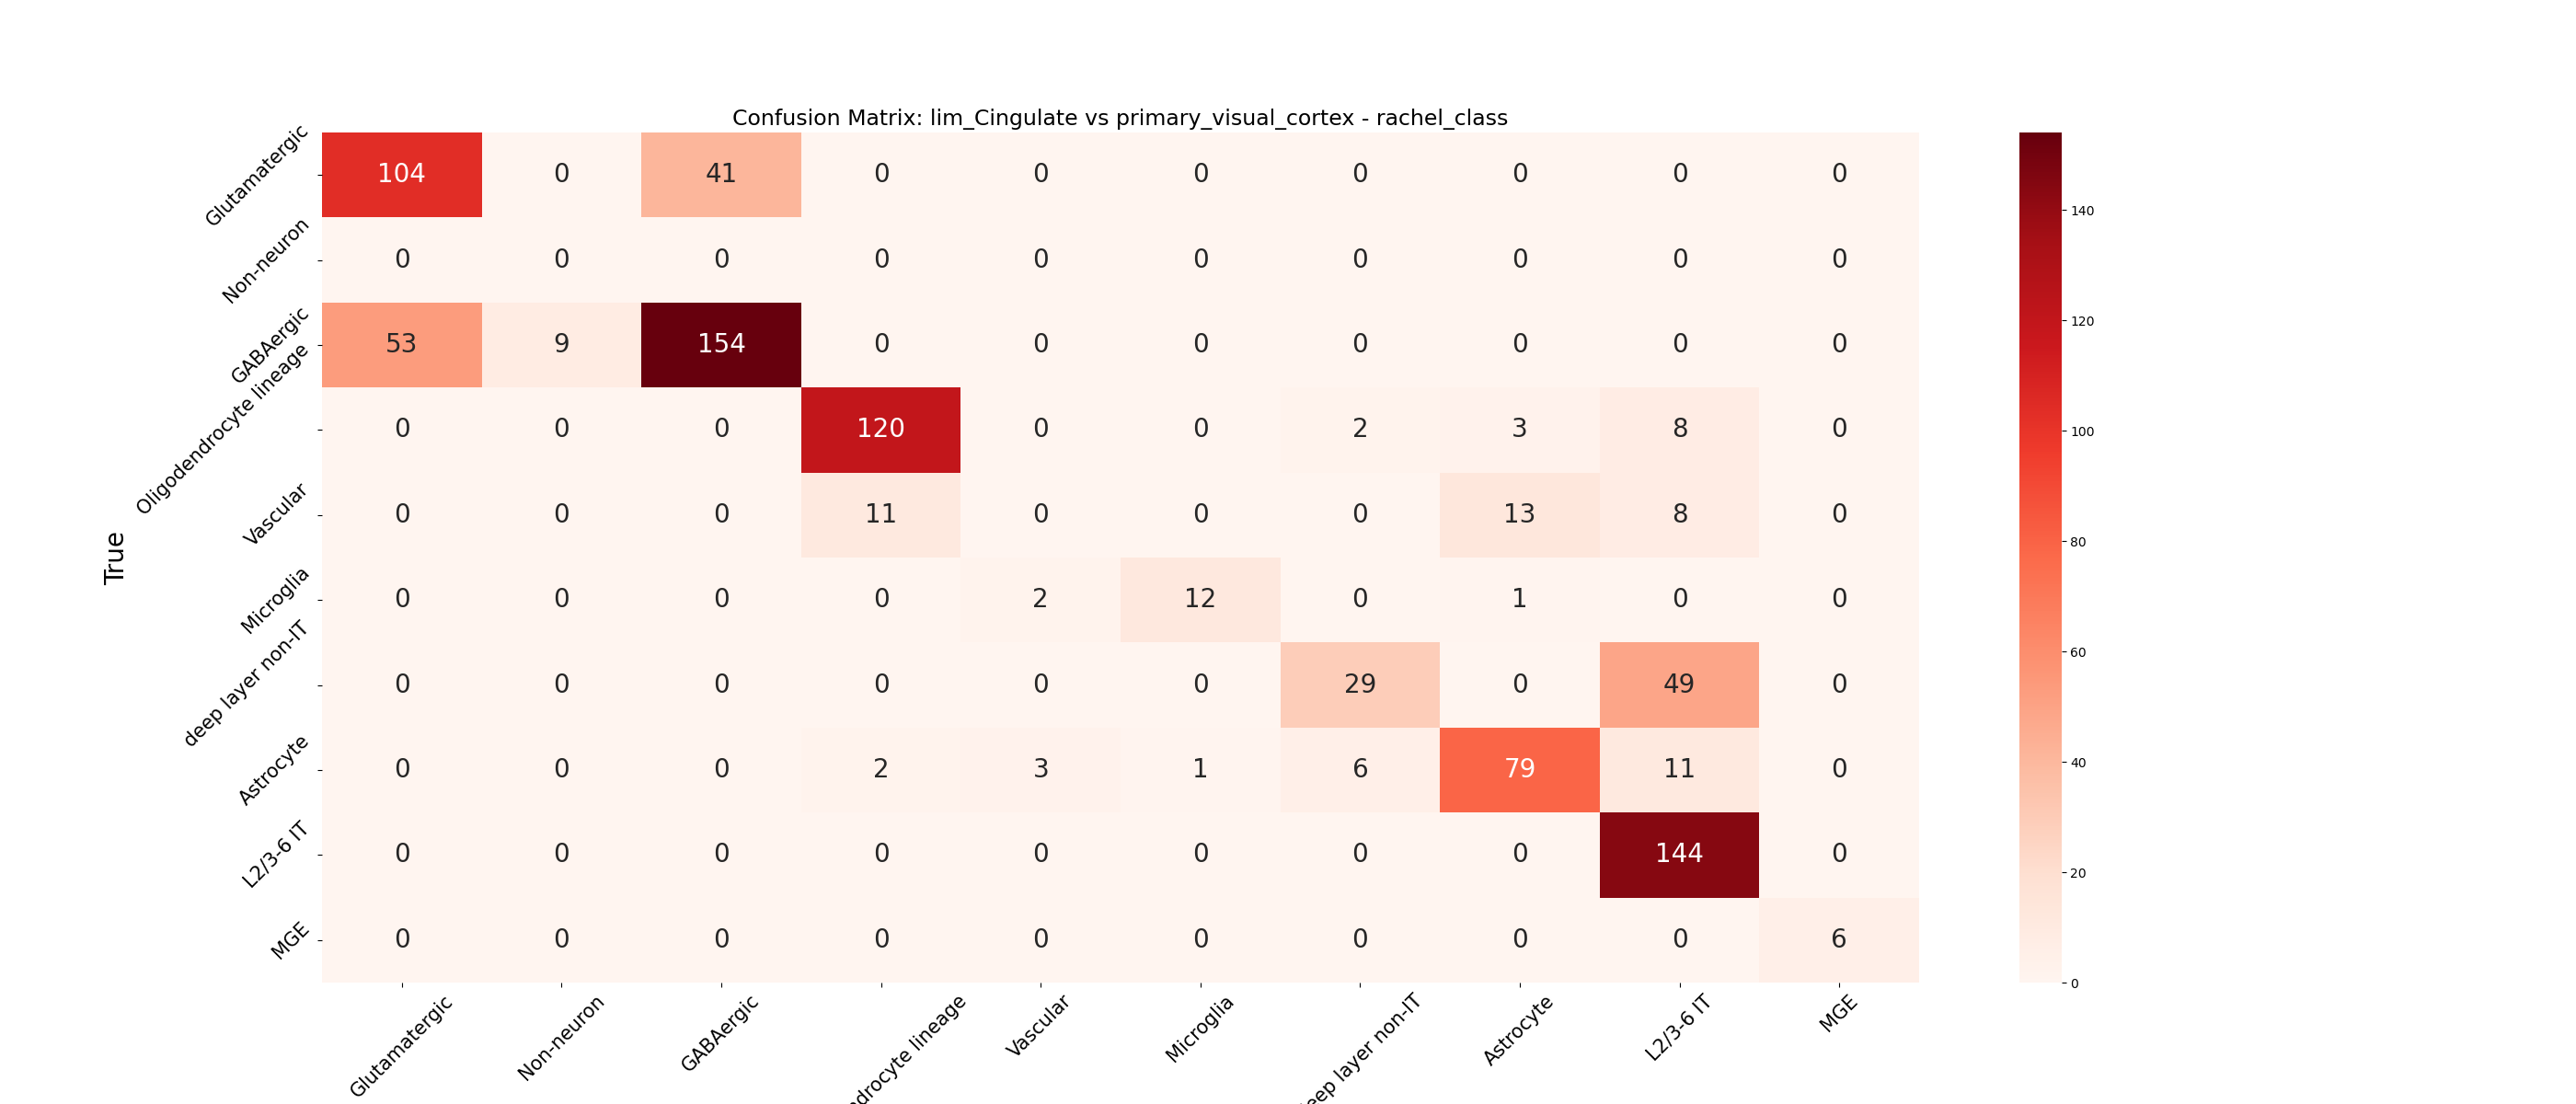 Confusion Matrix: lim_Cingulate vs primary_visual_cortex - rachel_class
True
Glutamatergic 104 0 41 0 0 0 0 0 0 0
Non-neuron 0 0 0 0 0 0 0 0 0 0
GABAergic 53 9 154 0 0 0 0 0 0 0
Oligodendrocyte lineage 0 0 0 120 0 0 2 3 8 0
Vascular 0 0 0 11 0 0 0 13 8 0
Microglia 0 0 0 0 2 12 0 1 0 0
deep layer non-IT 0 0 0 0 0 0 29 0 49 0
Astrocyte 0 0 0 2 3 1 6 79 11 0
L2/3-6 IT 0 0 0 0 0 0 0 0 144 0
MGE 0 0 0 0 0 0 0 0 0 6
Glutamatergic
Non-neuron
GABAergic
ndrocyte lineage
Vascular
Microglia
eep layer non-IT
Astrocyte
L2/3-6 IT
MGE
140
120
100
80
60
40
20
0